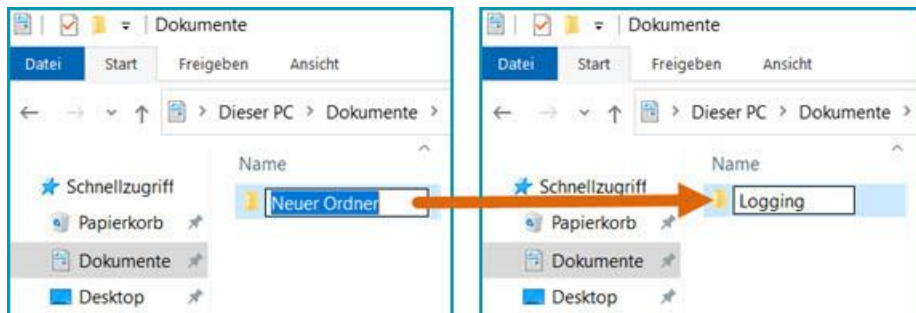 Dokumente
Datei Start Freigeben Ansicht
Dieser PC > Dokumente >
Name
Schnellzugriff
Neuer Ordner
Papierkorb
Dokumente
Desktop
Dokumente
Datei Start Freigeben Ansicht
Dieser PC > Dokumente >
Name
Schnellzugriff
Logging
Papierkorb
Dokumente
Desktop